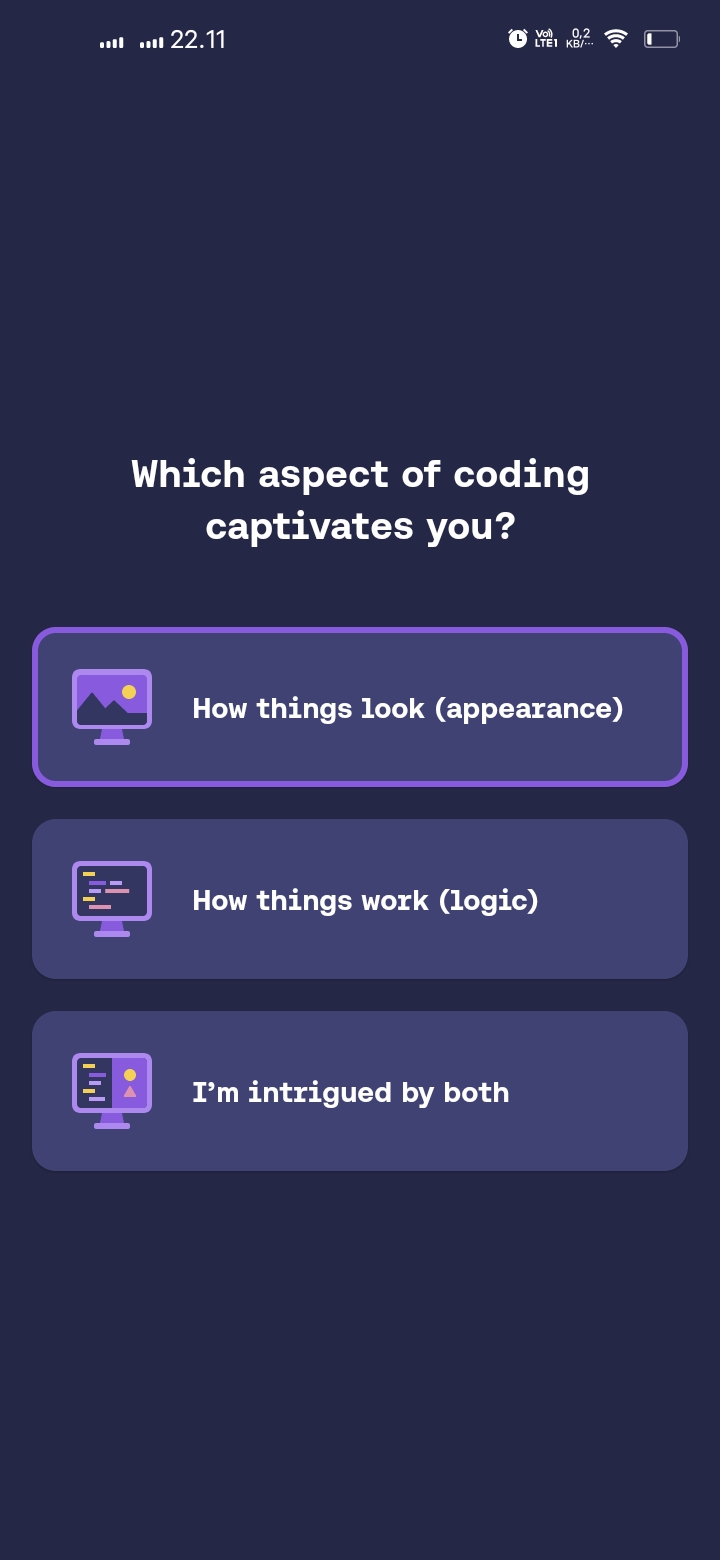 22.11 Vo) LTE1 0,2 KB/...
Which aspect of coding
captivates you?
How things look (appearance)
How things work (logic)
I’m intrigued by both